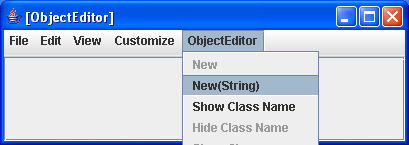 [ObjectEditor]
File Edit View Customize ObjectEditor
New
New(String)
Show Class Name
Hide Class Name